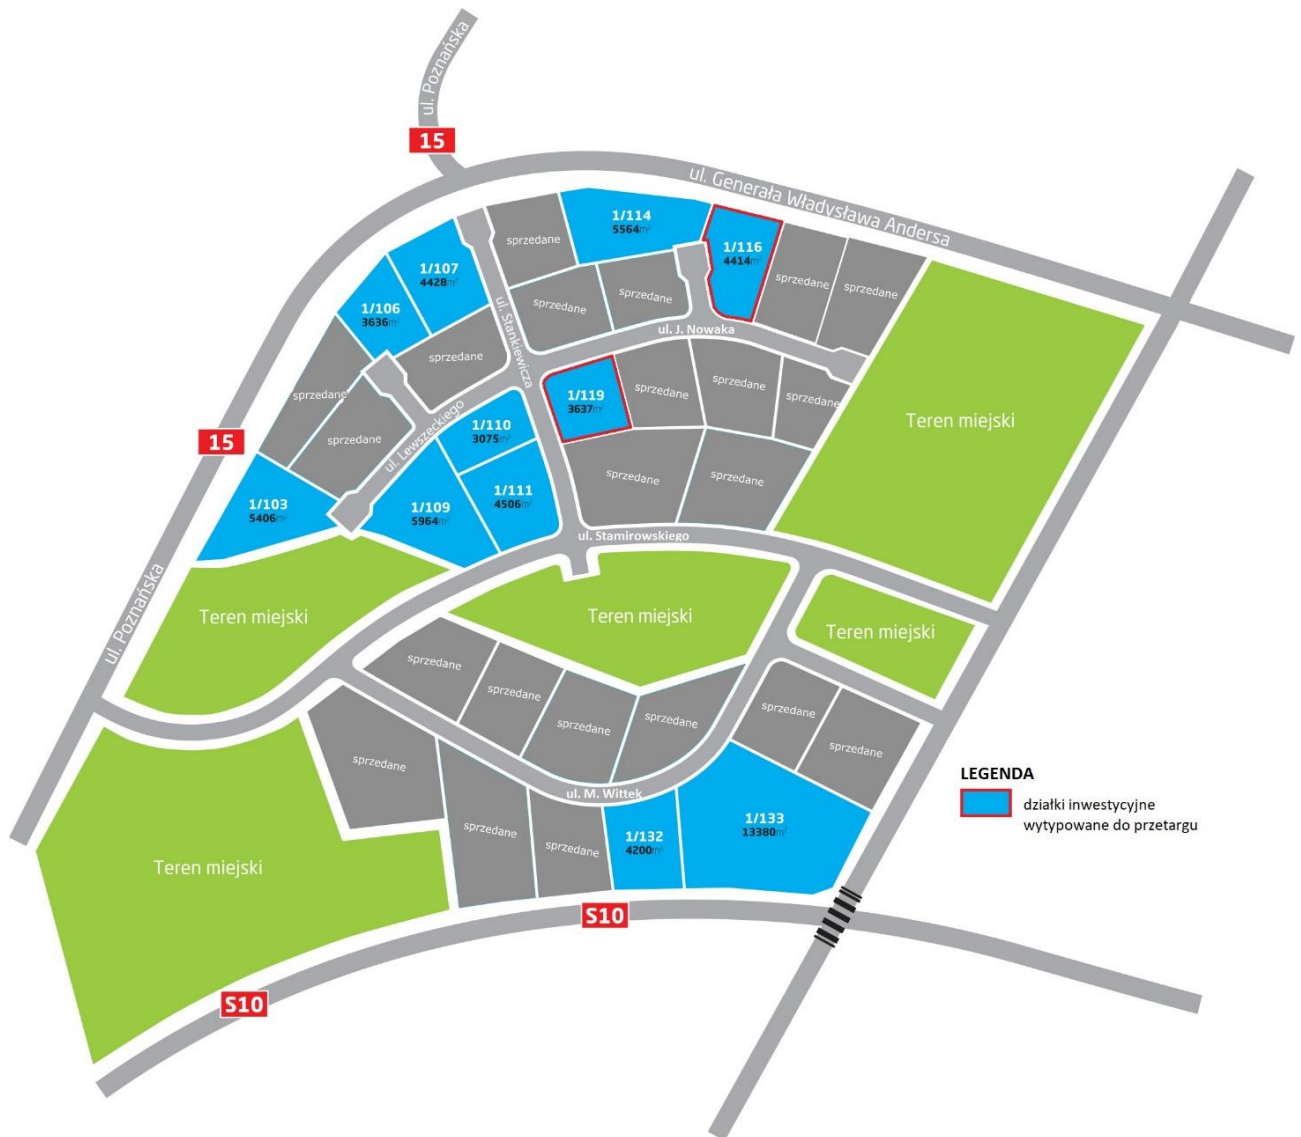 ul. Poznańska
15
ul. Generała Władysława Andersa
1/114
5564m²
1/116
4414m²
sprzedane
sprzedane
sprzedane
1/107
4428m²
1/106
3636m²
sprzedane
sprzedane
ul. Stankiewicza
ul. J. Nowaka
sprzedane
sprzedane
1/119
3637m²
sprzedane
sprzedane
sprzedane
Teren miejski
15
sprzedane
ul. Lewszeckiego
1/110
3075m²
sprzedane
sprzedane
1/103
5406m²
1/109
5964m²
1/111
4506m²
ul. Stamirowskiego
ul. Poznańska
Teren miejski
Teren miejski
Teren miejski
sprzedane
sprzedane
sprzedane
sprzedane
sprzedane
sprzedane
sprzedane
ul. M. Wittek
LEGENDA
działki inwestycyjne
wytypowane do przetargu
sprzedane
sprzedane
1/132
4200m²
1/133
13380m²
Teren miejski
S10
S10